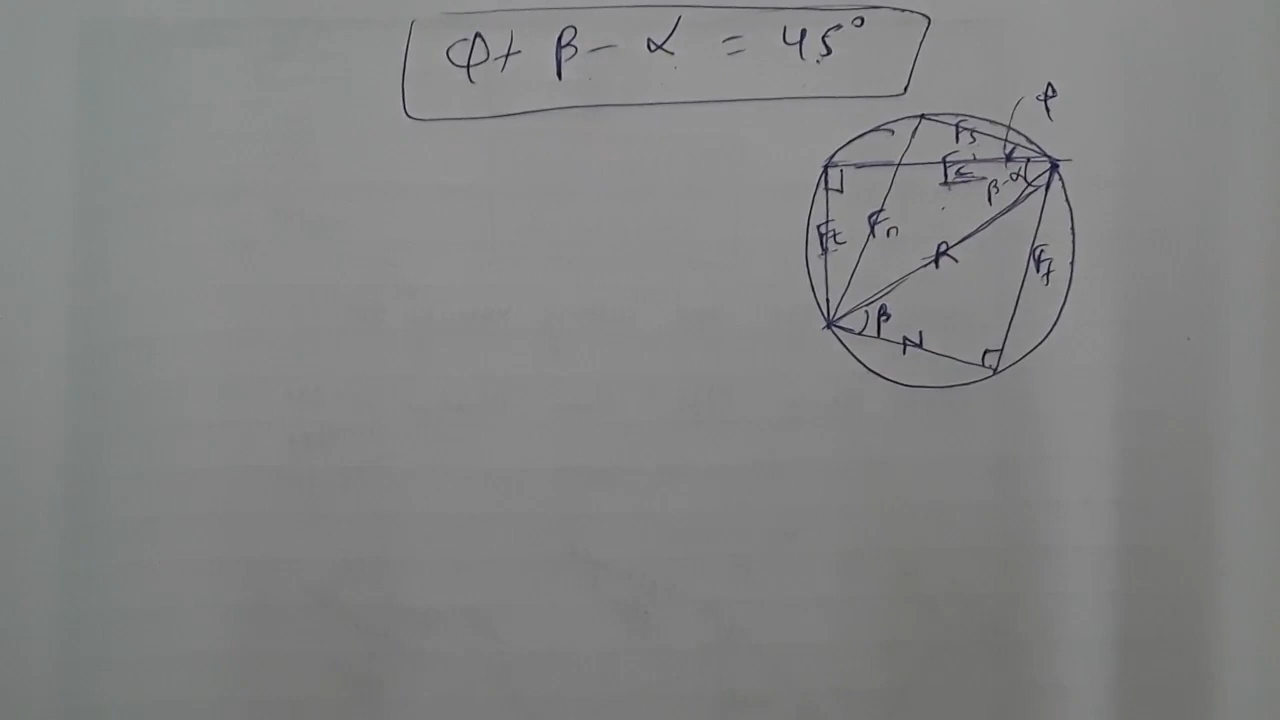 φ + β - α = 45°
φ
Fs
Fc
β-α
Ft
Fn
R
Ff
β
N